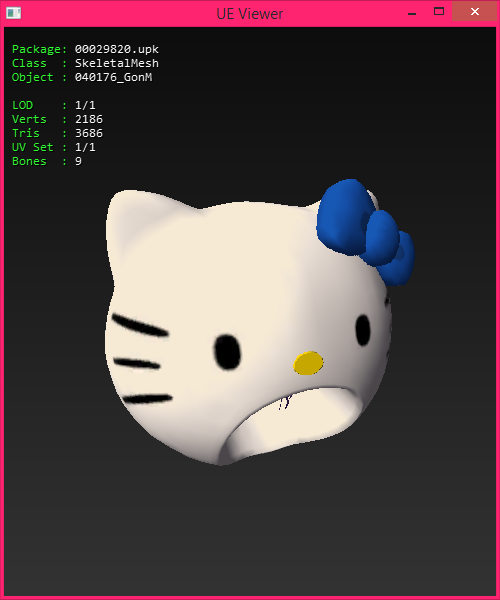 UE Viewer
Package: 00029820.upk
Class : SkeletalMesh
Object : 040176_GonM
LOD : 1/1
Verts : 2186
Tris : 3686
UV Set : 1/1
Bones : 9